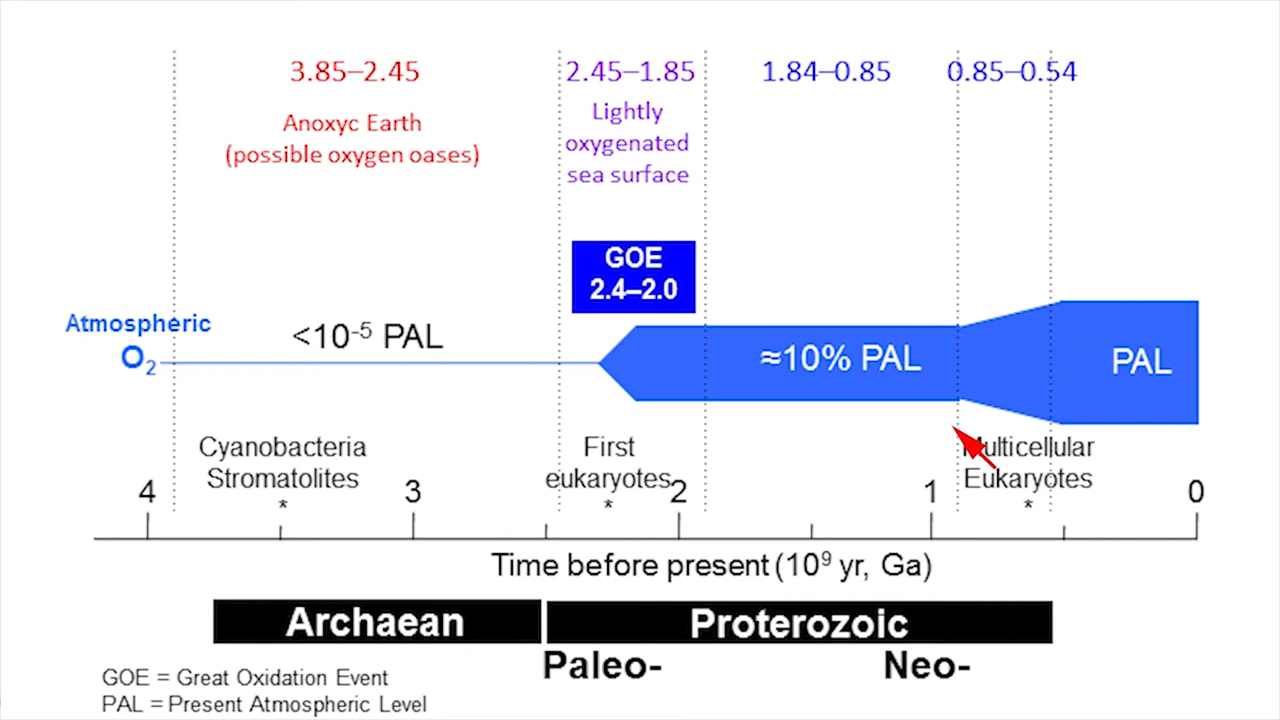 3.85–2.45
2.45–1.85
1.84–0.85
0.85–0.54
Anoxyc Earth
(possible oxygen oases)
Lightly
oxygenated
sea surface
GOE
2.4–2.0
Atmospheric
O2
<10-5 PAL
≈10% PAL
PAL
Cyanobacteria
Stromatolites
*
First
eukaryotes
*
Multicellular
Eukaryotes
*
4
3
2
1
0
Time before present (10⁹ yr, Ga)
Archaean
Proterozoic
Paleo-
Neo-
GOE = Great Oxidation Event
PAL = Present Atmospheric Level